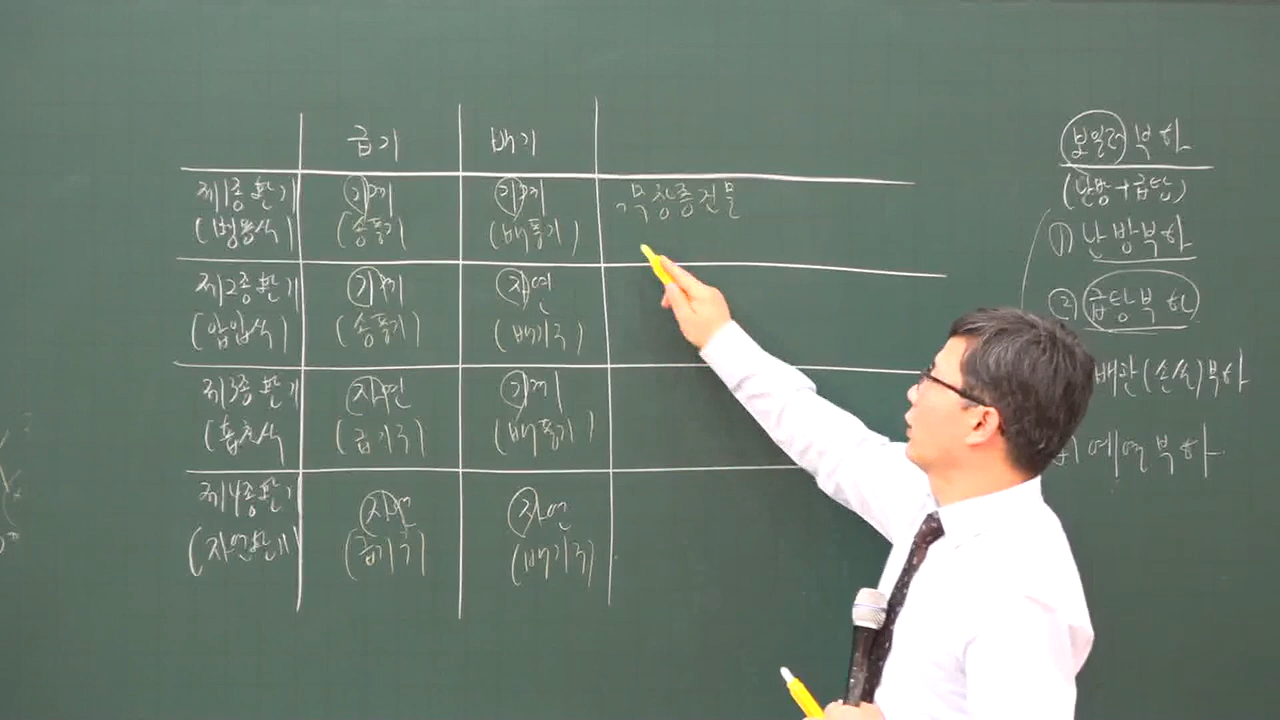 급기 배기
제1종환기 기계 기계 무창층건물
(병용식) (송풍기) (배풍기)
제2종환기 기계 자연
(압입식) (송풍기) (배기구)
제3종환기 자연 기계
(흡출식 (급기구) (배풍기)
제4종환기 자연 자연
(자연환기) (급기구) (배기구)
보일러 부하
(난방+급탕)
① 난방부하
② 급탕부하
배관(손실)부하
예열부하